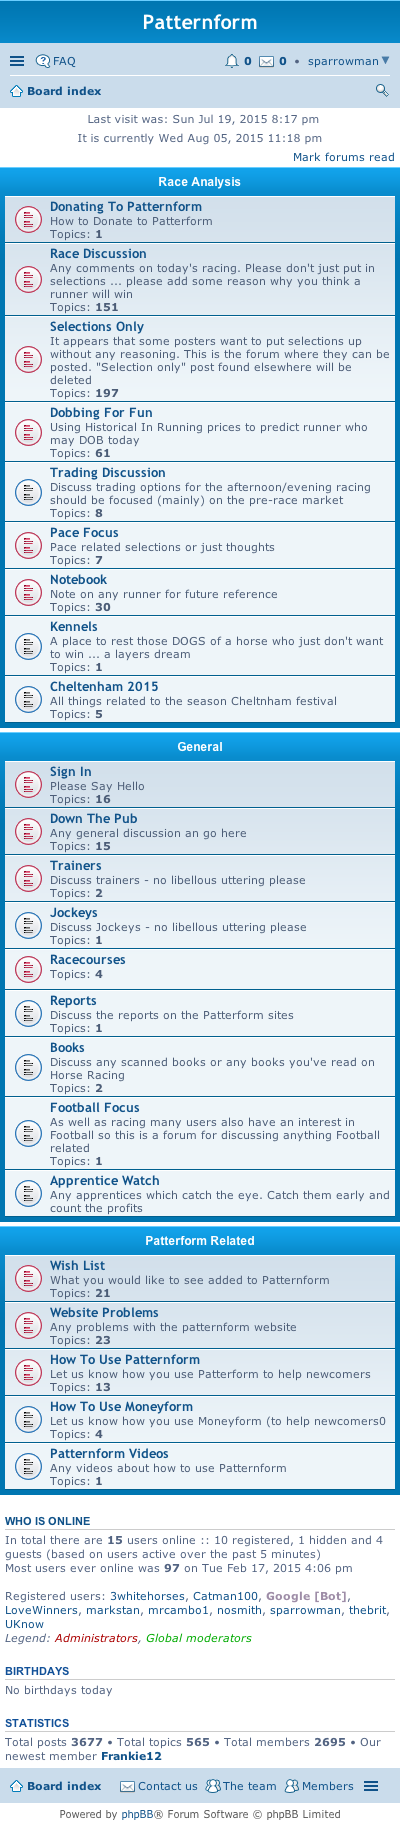 Patternform
FAQ 0 0 • sparrowman
Board index
Last visit was: Sun Jul 19, 2015 8:17 pm
It is currently Wed Aug 05, 2015 11:18 pm
Mark forums read
Race Analysis
Donating To Patternform
How to Donate to Patterform
Topics: 1
Race Discussion
Any comments on today's racing. Please don't just put in
selections ... please add some reason why you think a
runner will win
Topics: 151
Selections Only
It appears that some posters want to put selections up
without any reasoning. This is the forum where they can be
posted. "Selection only" post found elsewhere will be
deleted
Topics: 197
Dobbing For Fun
Using Historical In Running prices to predict runner who
may DOB today
Topics: 61
Trading Discussion
Discuss trading options for the afternoon/evening racing
should be focused (mainly) on the pre-race market
Topics: 8
Pace Focus
Pace related selections or just thoughts
Topics: 7
Notebook
Note on any runner for future reference
Topics: 30
Kennels
A place to rest those DOGS of a horse who just don't want
to win ... a layers dream
Topics: 1
Cheltenham 2015
All things related to the season Cheltnham festival
Topics: 5
General
Sign In
Please Say Hello
Topics: 16
Down The Pub
Any general discussion an go here
Topics: 15
Trainers
Discuss trainers - no libellous uttering please
Topics: 2
Jockeys
Discuss Jockeys - no libellous uttering please
Topics: 1
Racecourses
Topics: 4
Reports
Discuss the reports on the Patterform sites
Topics: 1
Books
Discuss any scanned books or any books you've read on
Horse Racing
Topics: 2
Football Focus
As well as racing many users also have an interest in
Football so this is a forum for discussing anything Football
related
Topics: 1
Apprentice Watch
Any apprentices which catch the eye. Catch them early and
count the profits
Patterform Related
Wish List
What you would like to see added to Patternform
Topics: 21
Website Problems
Any problems with the patternform website
Topics: 23
How To Use Patternform
Let us know how you use Patterform to help newcomers
Topics: 13
How To Use Moneyform
Let us know how you use Moneyform (to help newcomers0
Topics: 4
Patternform Videos
Any videos about how to use Patternform
Topics: 1
WHO IS ONLINE
In total there are 15 users online :: 10 registered, 1 hidden and 4
guests (based on users active over the past 5 minutes)
Most users ever online was 97 on Tue Feb 17, 2015 4:06 pm
Registered users: 3whitehorses, Catman100, Google [Bot],
LoveWinners, markstan, mrcambo1, nosmith, sparrowman, thebrit,
UKnow
Legend: Administrators, Global moderators
BIRTHDAYS
No birthdays today
STATISTICS
Total posts 3677 • Total topics 565 • Total members 2695 • Our
newest member Frankie12
Board index Contact us The team Members
Powered by phpBB® Forum Software © phpBB Limited